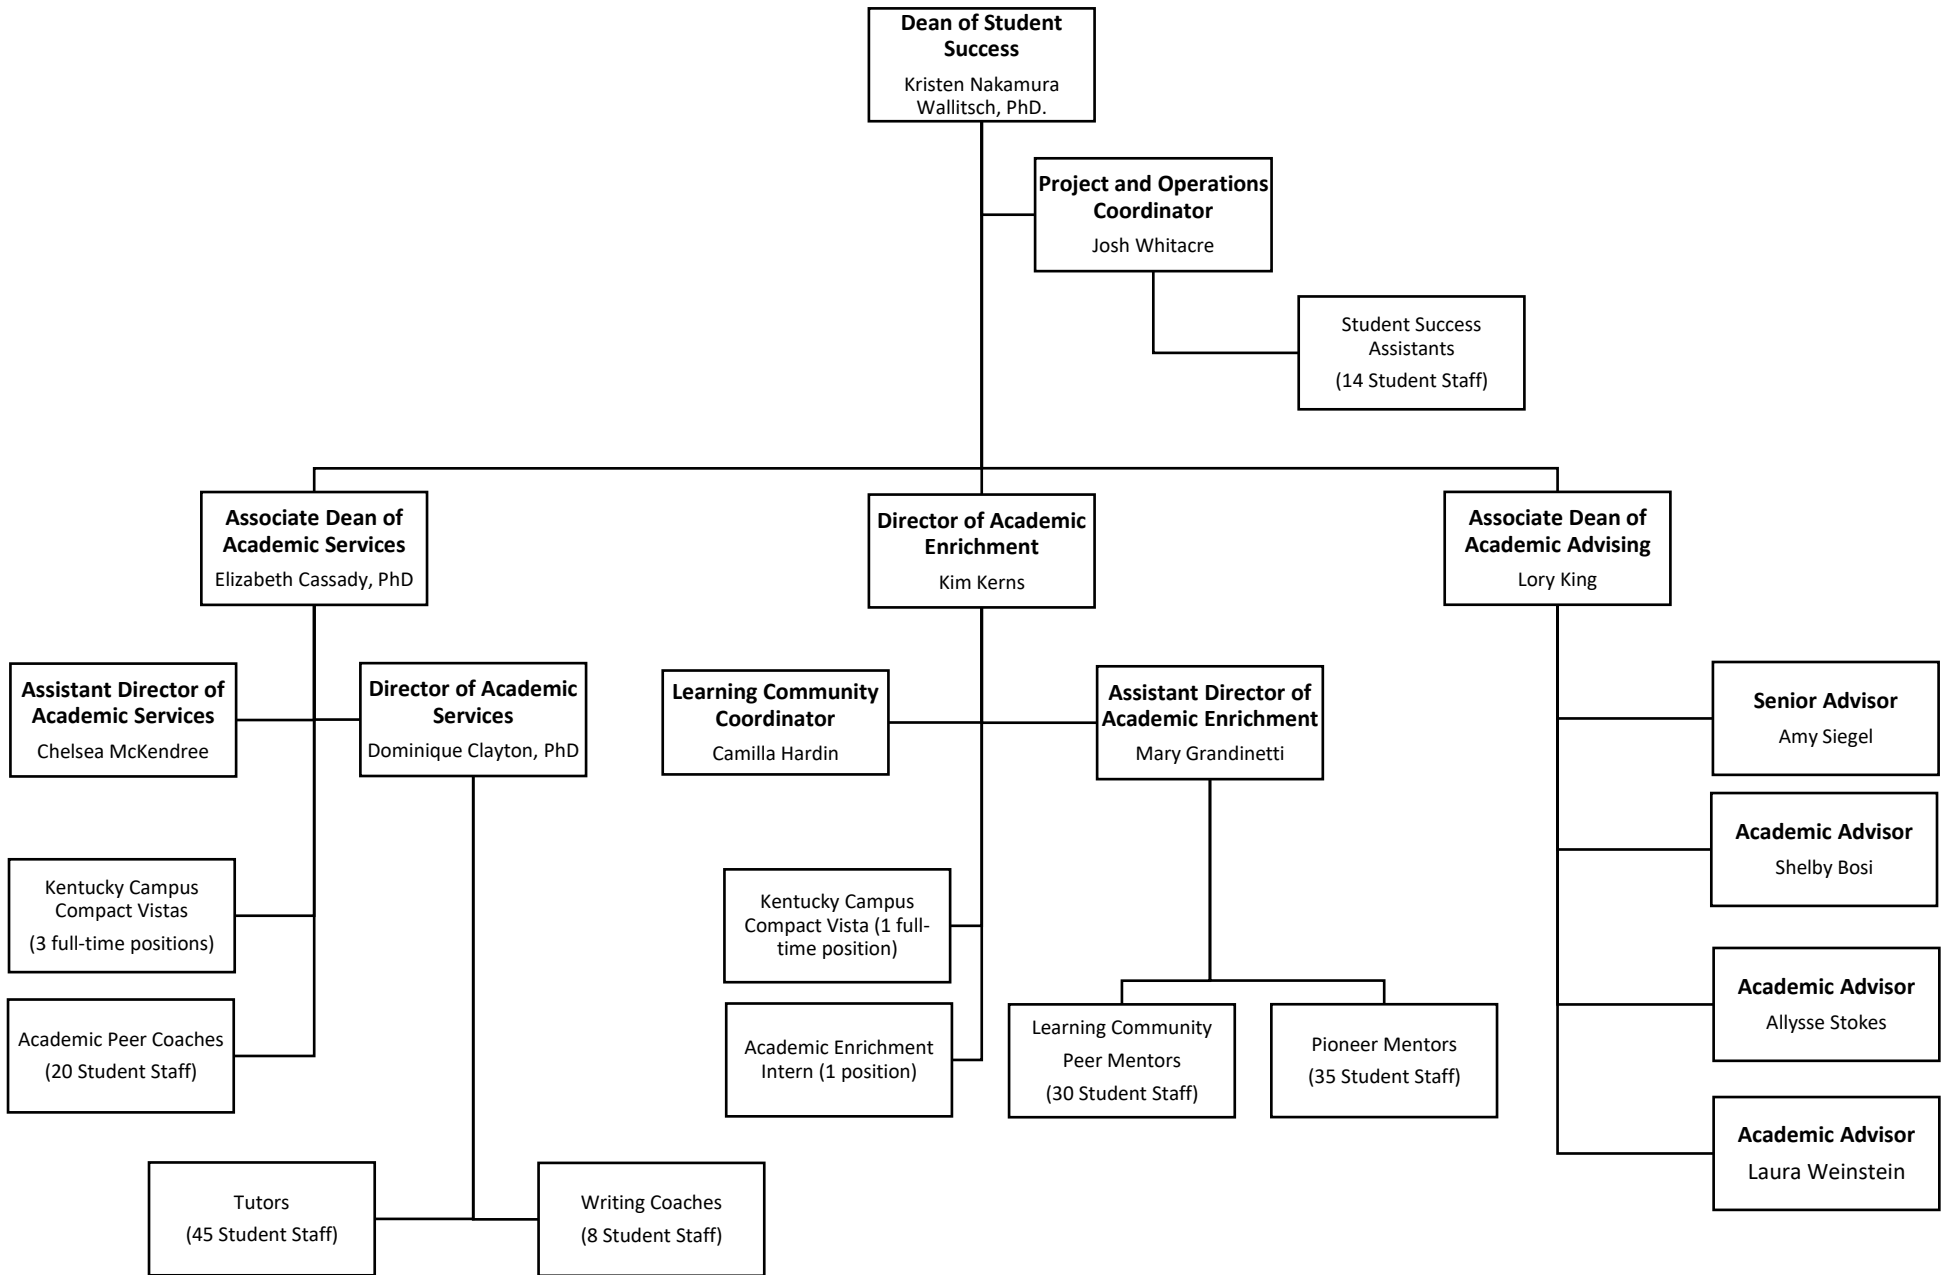 Dean of Student
Success
Kristen Nakamura
Wallitsch, PhD.
Project and Operations
Coordinator
Josh Whitacre
Student Success
Assistants
(14 Student Staff)
Associate Dean of
Academic Services
Elizabeth Cassady, PhD
Director of Academic
Enrichment
Kim Kerns
Associate Dean of
Academic Advising
Lory King
Assistant Director of
Academic Services
Chelsea McKendree
Director of Academic
Services
Dominique Clayton, PhD
Learning Community
Coordinator
Camilla Hardin
Assistant Director of
Academic Enrichment
Mary Grandinetti
Senior Advisor
Amy Siegel
Academic Advisor
Shelby Bosi
Kentucky Campus
Compact Vistas
(3 full-time positions)
Kentucky Campus
Compact Vista (1 full-
time position)
Academic Advisor
Allysse Stokes
Academic Peer Coaches
(20 Student Staff)
Academic Enrichment
Intern (1 position)
Learning Community
Peer Mentors
(30 Student Staff)
Pioneer Mentors
(35 Student Staff)
Academic Advisor
Laura Weinstein
Tutors
(45 Student Staff)
Writing Coaches
(8 Student Staff)